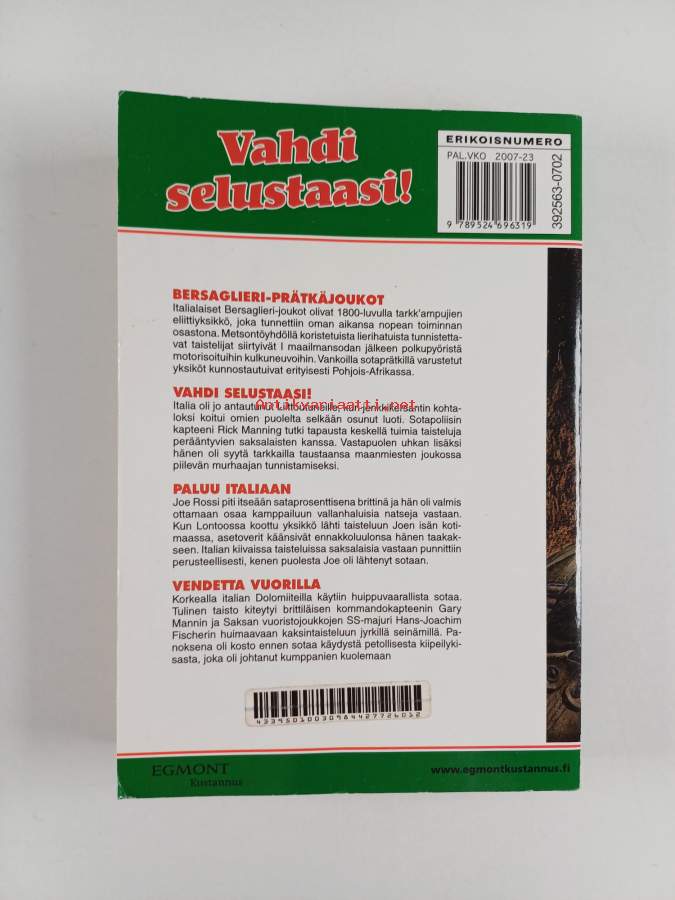 Vahdi
selustaasi!
ERIKOISNUMERO
PAL.VKO 2007-23
9 789524 696319
392563-0702
BERSAGLIERI-PRÄTKÄJOUKOT
Italialaiset Bersaglieri-joukot olivat 1800-luvulla tarkk'ampujien
eliittiyksikkö, joka tunnettiin oman aikansa nopean toiminnan
osastona. Metsontöyhdöllä koristetuista lierihatuista tunnistetta-
vat taistelijat siirtyivät I maailmansodan jälkeen polkupyöristä
motorisoituihin kulkuneuvoihin. Vankoilla sotaprätkillä varustetut
yksiköt kunnostautuivat erityisesti Pohjois-Afrikassa.
VAHDI SELUSTAASI!
Italia oli jo antautunut liittoutuneille, kun jenkkikersantin kohta-
Antikvariaatti.net
loksi koitui omien puolelta selkään osunut luoti. Sotapoliisin
kapteeni Rick Manning tutki tapausta keskellä tuimia taisteluja
perääntyvien saksalaisten kanssa. Vastapuolen uhkan lisäksi
hänen oli syytä tarkkailla taustaansa maanmiesten joukossa
piilevän murhaajan tunnistamiseksi.
PALUU ITALIAAN
Joe Rossi piti itseään sataprosenttisena brittinä ja hän oli valmis
ottamaan osaa kamppailuun vallanhaluisia natseja vastaan.
Kun Lontoossa koottu yksikkö lähti taisteluun Joen isän koti-
maassa, asetoverit käänsivät ennakkoluulonsa hänen taakak-
seen. Italian kiivaissa taisteluissa saksalaisia vastaan punnittiin
perusteellisesti, kenen puolesta Joe oli lähtenyt sotaan.
VENDETTA VUORILLA
Korkealla italian Dolomiiteilla käytiin huippuvaarallista sotaa.
Tulinen taisto kiteytyi brittiläisen kommandokapteenin Gary
Mannin ja Saksan vuoristojoukkojen SS-majuri Hans-Joachim
Fischerin huimaavaan kaksintaisteluun jyrkillä seinämillä. Pa-
noksena oli kosto ennen sotaa käydystä petollisesta kiipeilyki-
sasta, joka oli johtanut kumppanien kuolemaan
43395010030984427726012
EGMONT
Kustannus
www.egmontkustannus.fi